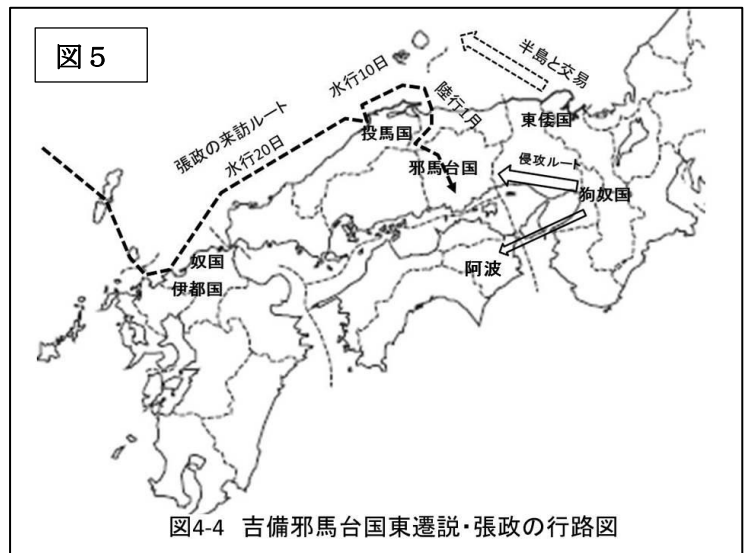 図5
半島と交易
水行10日
陸行1月
東倭国
張政の来訪ルート
水行20日
投馬国
邪馬台国
侵攻ルート
狗奴国
奴国
伊都国
阿波
図4-4 吉備邪馬台国東遷説・張政の行路図